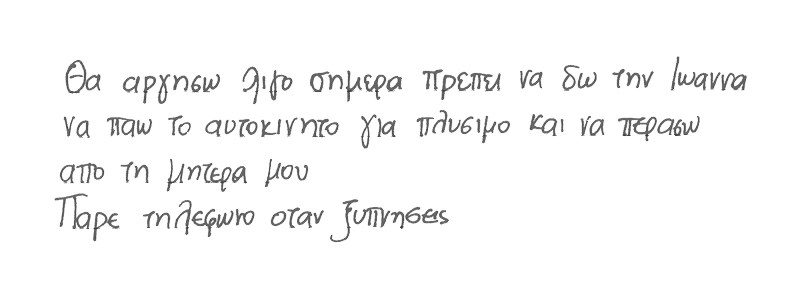 Θα αργησω λιγο σημερα πρεπει να δω την Ιωαννα
να παω το αυτοκινητο για πλυσιμο και να περασω
απο τη μητερα μου
Παρε τηλεφωνο οταν ξυπνησεις